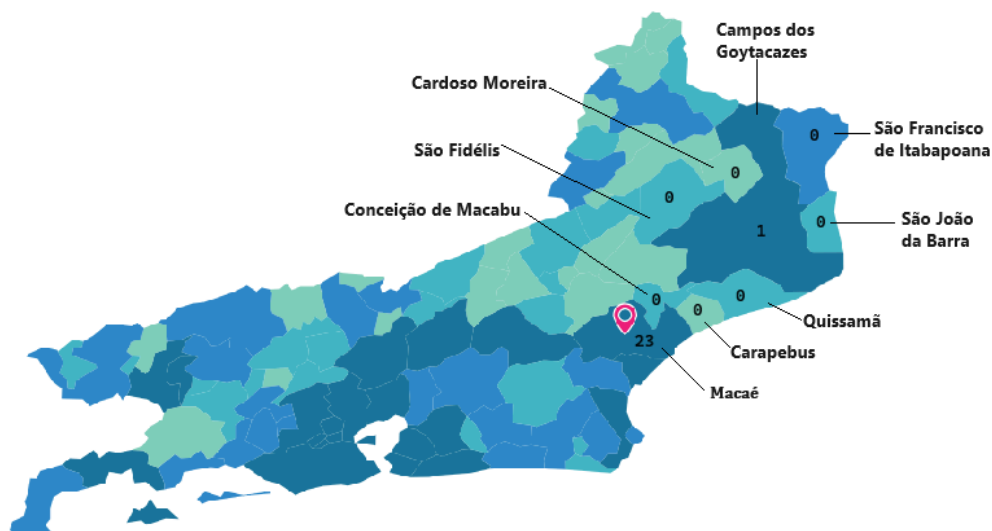 Campos dos
Goytacazes
Cardoso Moreira
0
São Francisco
de Itabapoana
São Fidélis
0
0
Conceição de Macabu
0
São João
da Barra
1
0
0
0
Quissamã
23
Carapebus
Macaé